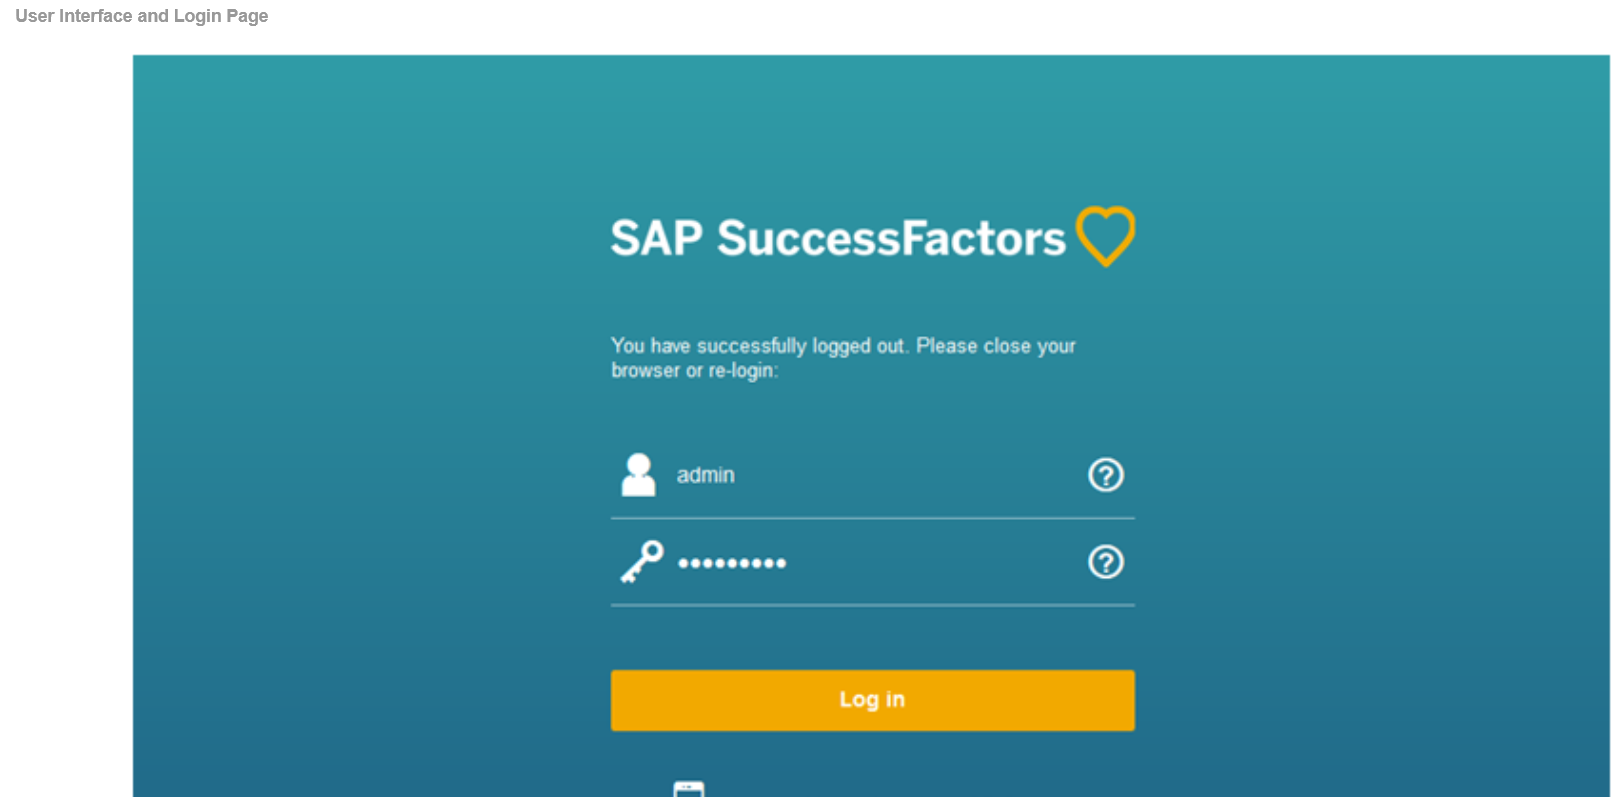 User Interface and Login Page
SAP SuccessFactors
You have successfully logged out. Please close your
browser or re-login:
admin
?
•••••••••
?
Log in